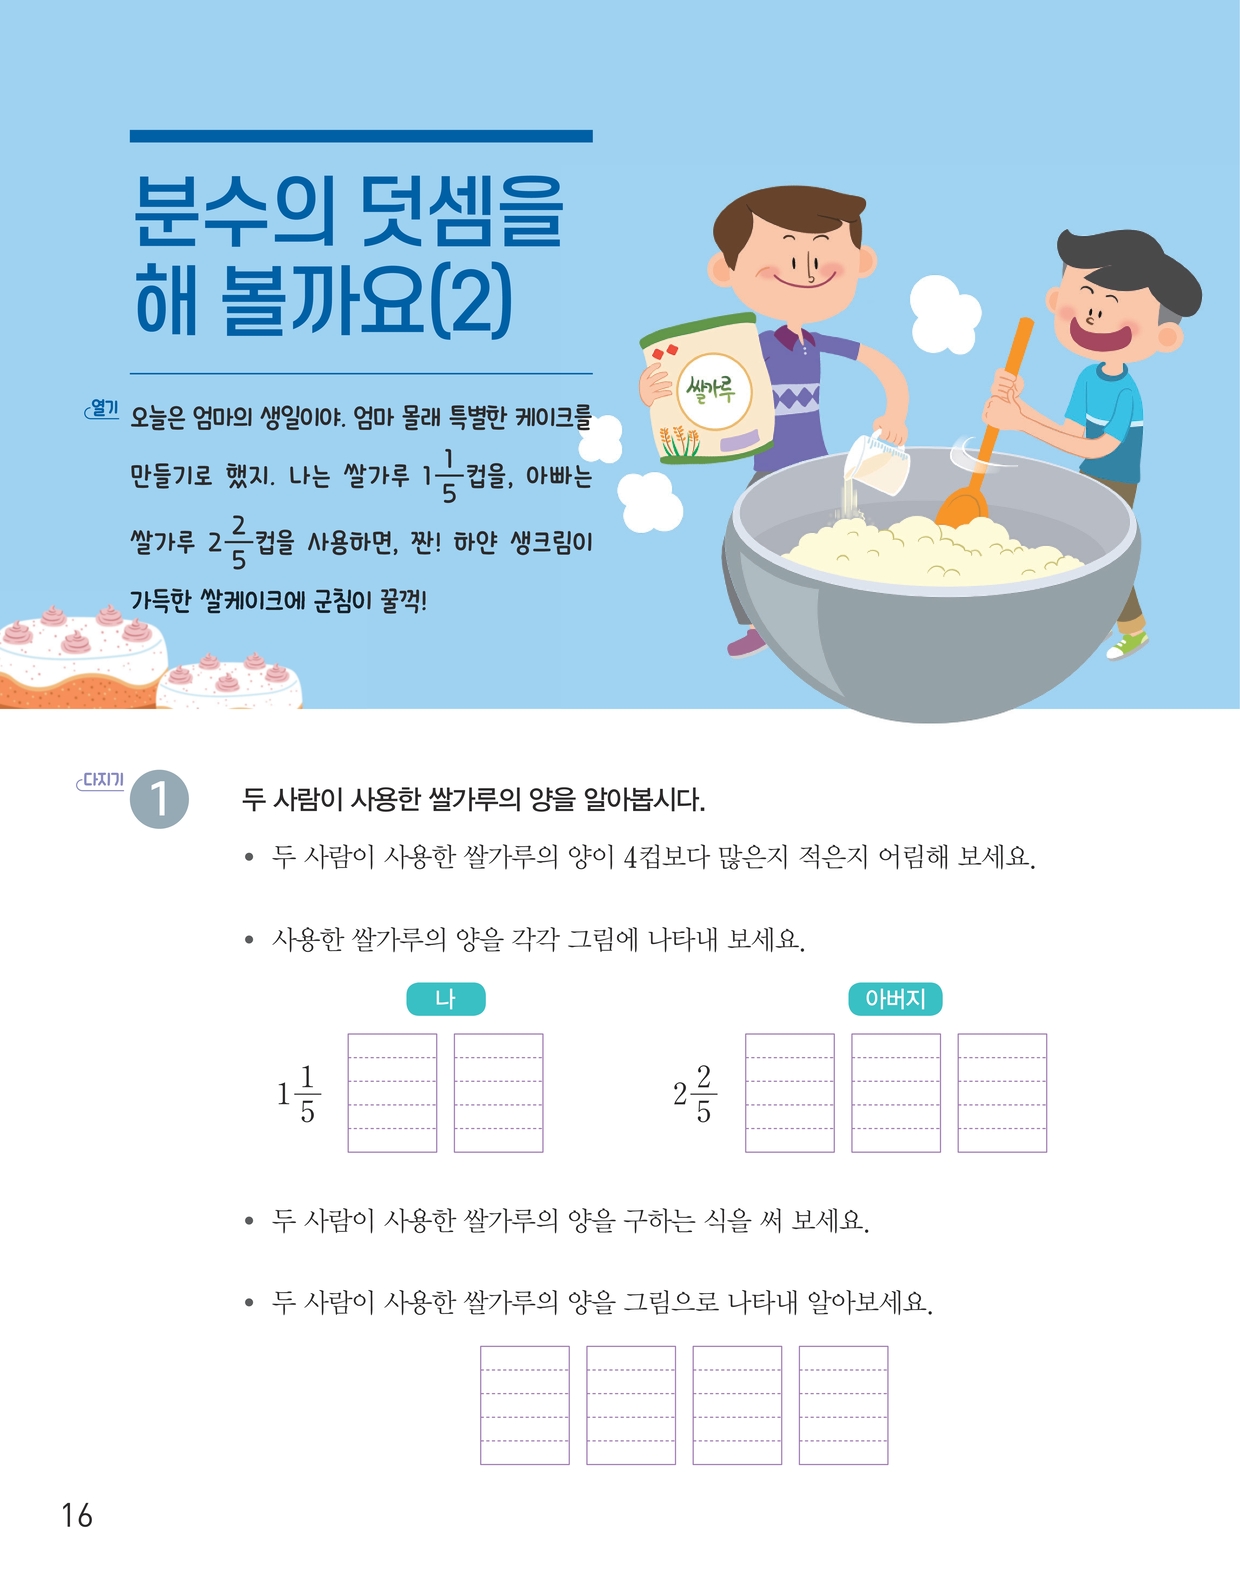 분수의 덧셈을
해 볼까요(2)
열기
오늘은 엄마의 생일이야. 엄마 몰래 특별한 케이크를
만들기로 했지. 나는 쌀가루 1 1/5컵을, 아빠는
쌀가루 2 2/5컵을 사용하면, 짠! 하얀 생크림이
가득한 쌀케이크에 군침이 꿀꺽!
쌀가루
다지기
1 두 사람이 사용한 쌀가루의 양을 알아봅시다.
• 두 사람이 사용한 쌀가루의 양이 4컵보다 많은지 적은지 어림해 보세요.
• 사용한 쌀가루의 양을 각각 그림에 나타내 보세요.
나 아버지
1 1/5 2 2/5
• 두 사람이 사용한 쌀가루의 양을 구하는 식을 써 보세요.
• 두 사람이 사용한 쌀가루의 양을 그림으로 나타내 알아보세요.
16